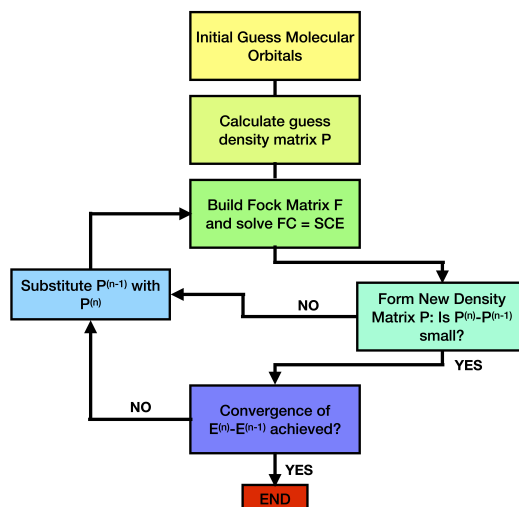 Initial Guess Molecular
Orbitals
Calculate guess
density matrix P
Build Fock Matrix F
and solve FC = SCE
Substitute P⁽ⁿ⁻¹⁾ with
P⁽ⁿ⁾
NO
Form New Density
Matrix P: Is P⁽ⁿ⁾-P⁽ⁿ⁻¹⁾
small?
YES
NO
Convergence of
E⁽ⁿ⁾-E⁽ⁿ⁻¹⁾ achieved?
YES
END